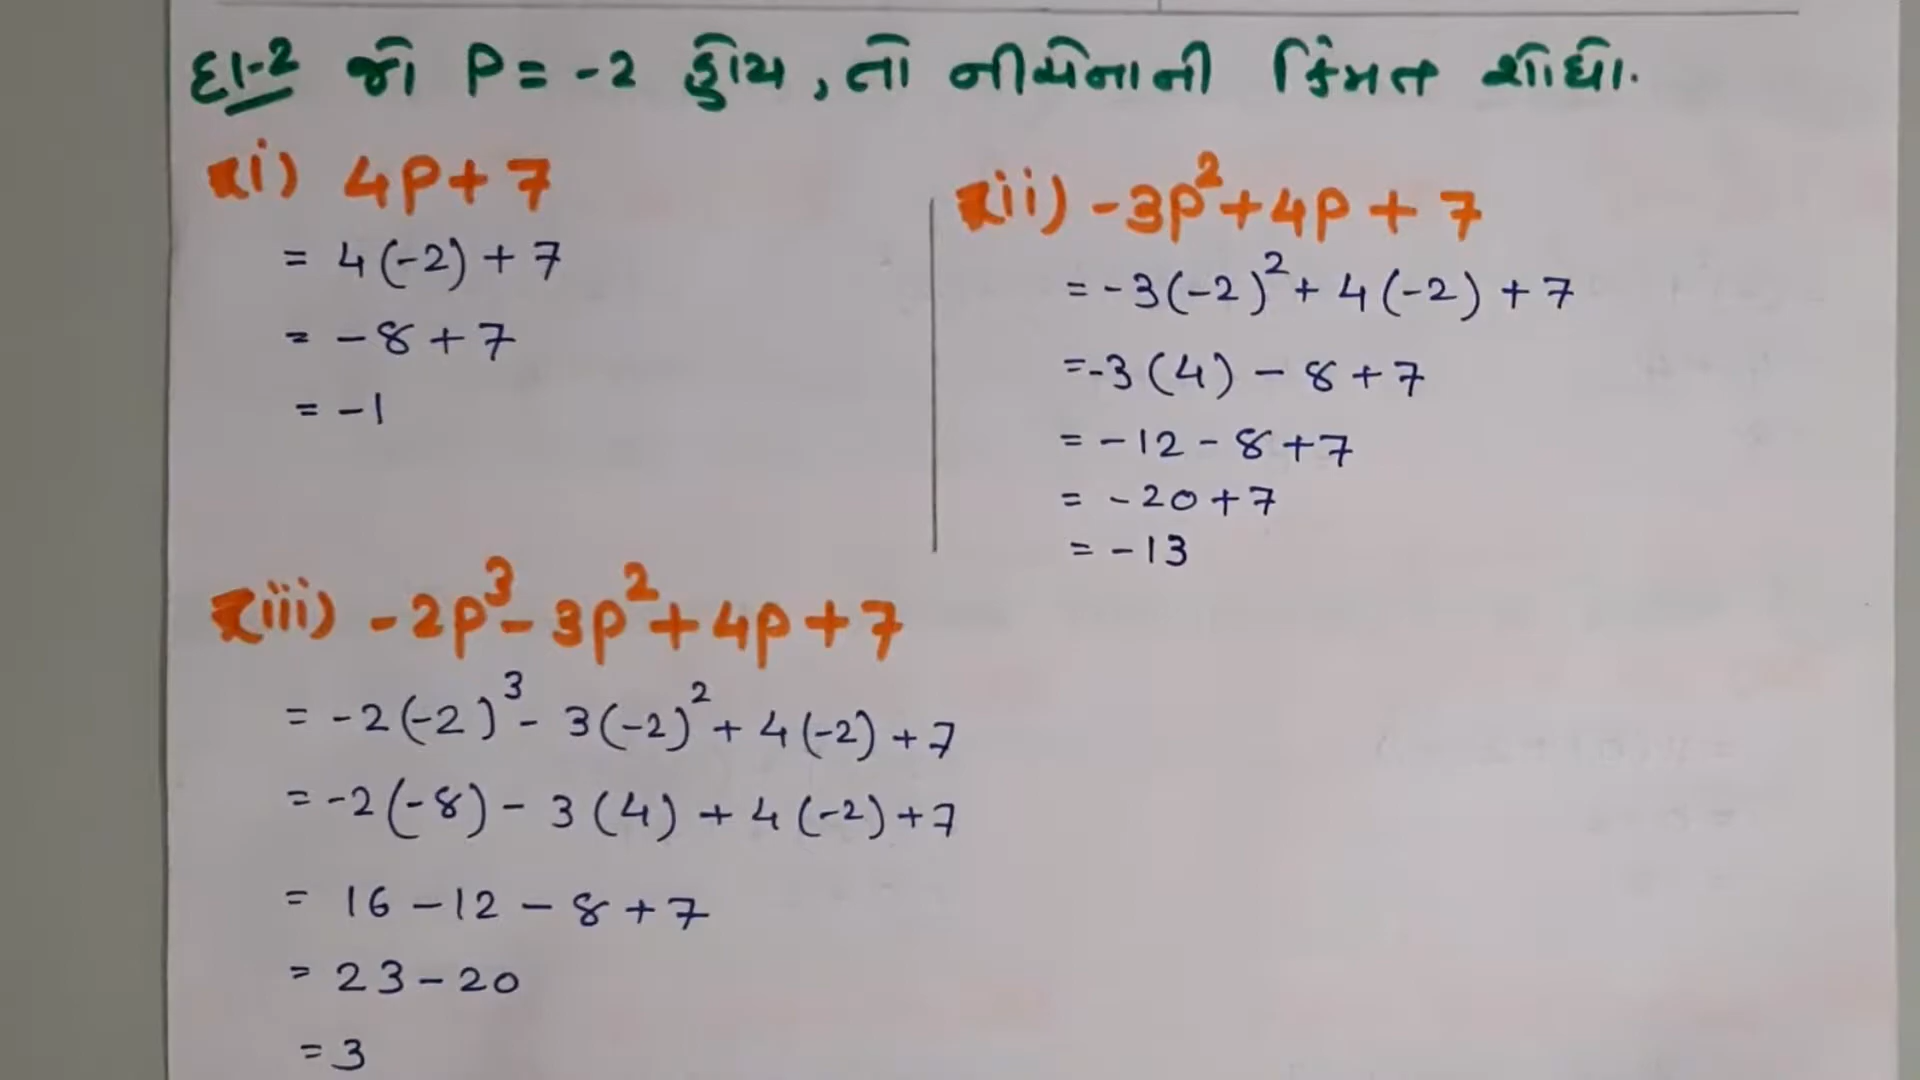 દા-2 જો P = -2 હોય, તો નીચેનાની કિંમત શોધો.
(i) 4p + 7
= 4(-2) + 7
= -8 + 7
= -1
(ii) -3p² + 4p + 7
= -3(-2)² + 4(-2) + 7
= -3(4) - 8 + 7
= -12 - 8 + 7
= -20 + 7
= -13
(iii) -2p³ - 3p² + 4p + 7
= -2(-2)³ - 3(-2)² + 4(-2) + 7
= -2(-8) - 3(4) + 4(-2) + 7
= 16 - 12 - 8 + 7
= 23 - 20
= 3